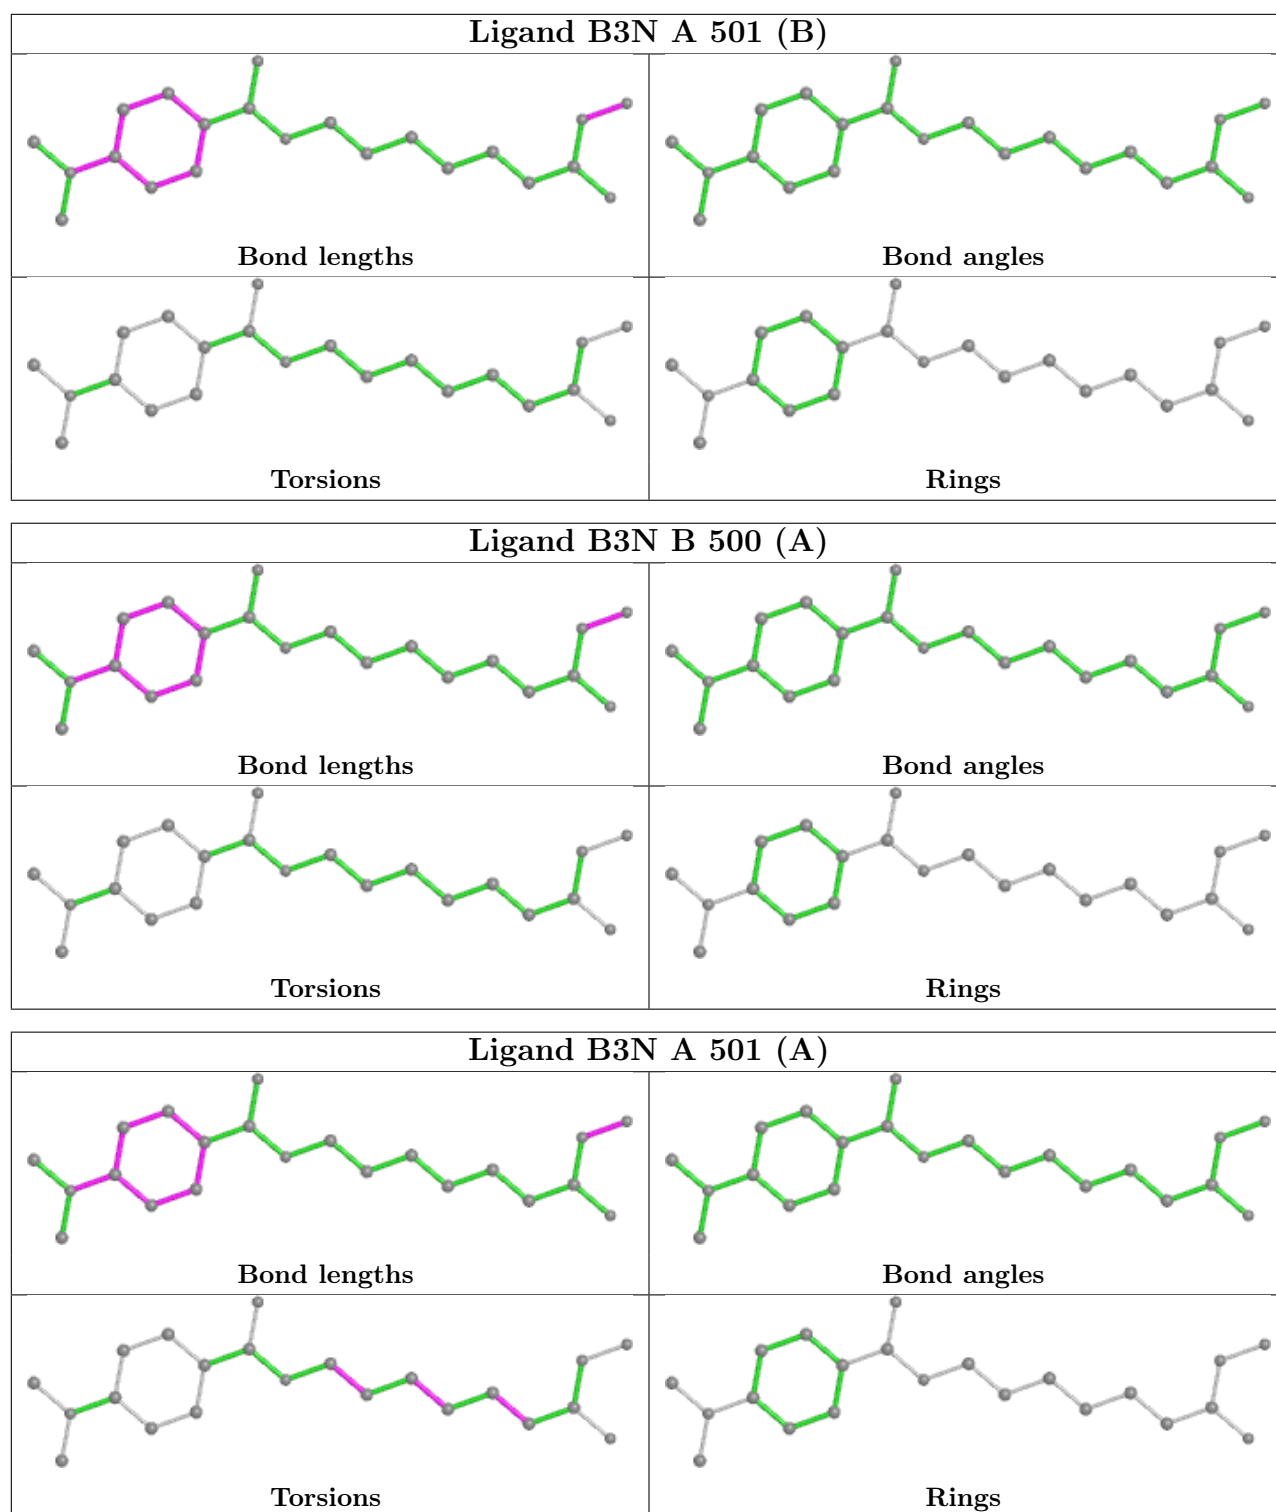 Ligand B3N A 501 (B)
Bond lengths
Bond angles
Torsions
Rings
Ligand B3N B 500 (A)
Bond lengths
Bond angles
Torsions
Rings
Ligand B3N A 501 (A)
Bond lengths
Bond angles
Torsions
Rings